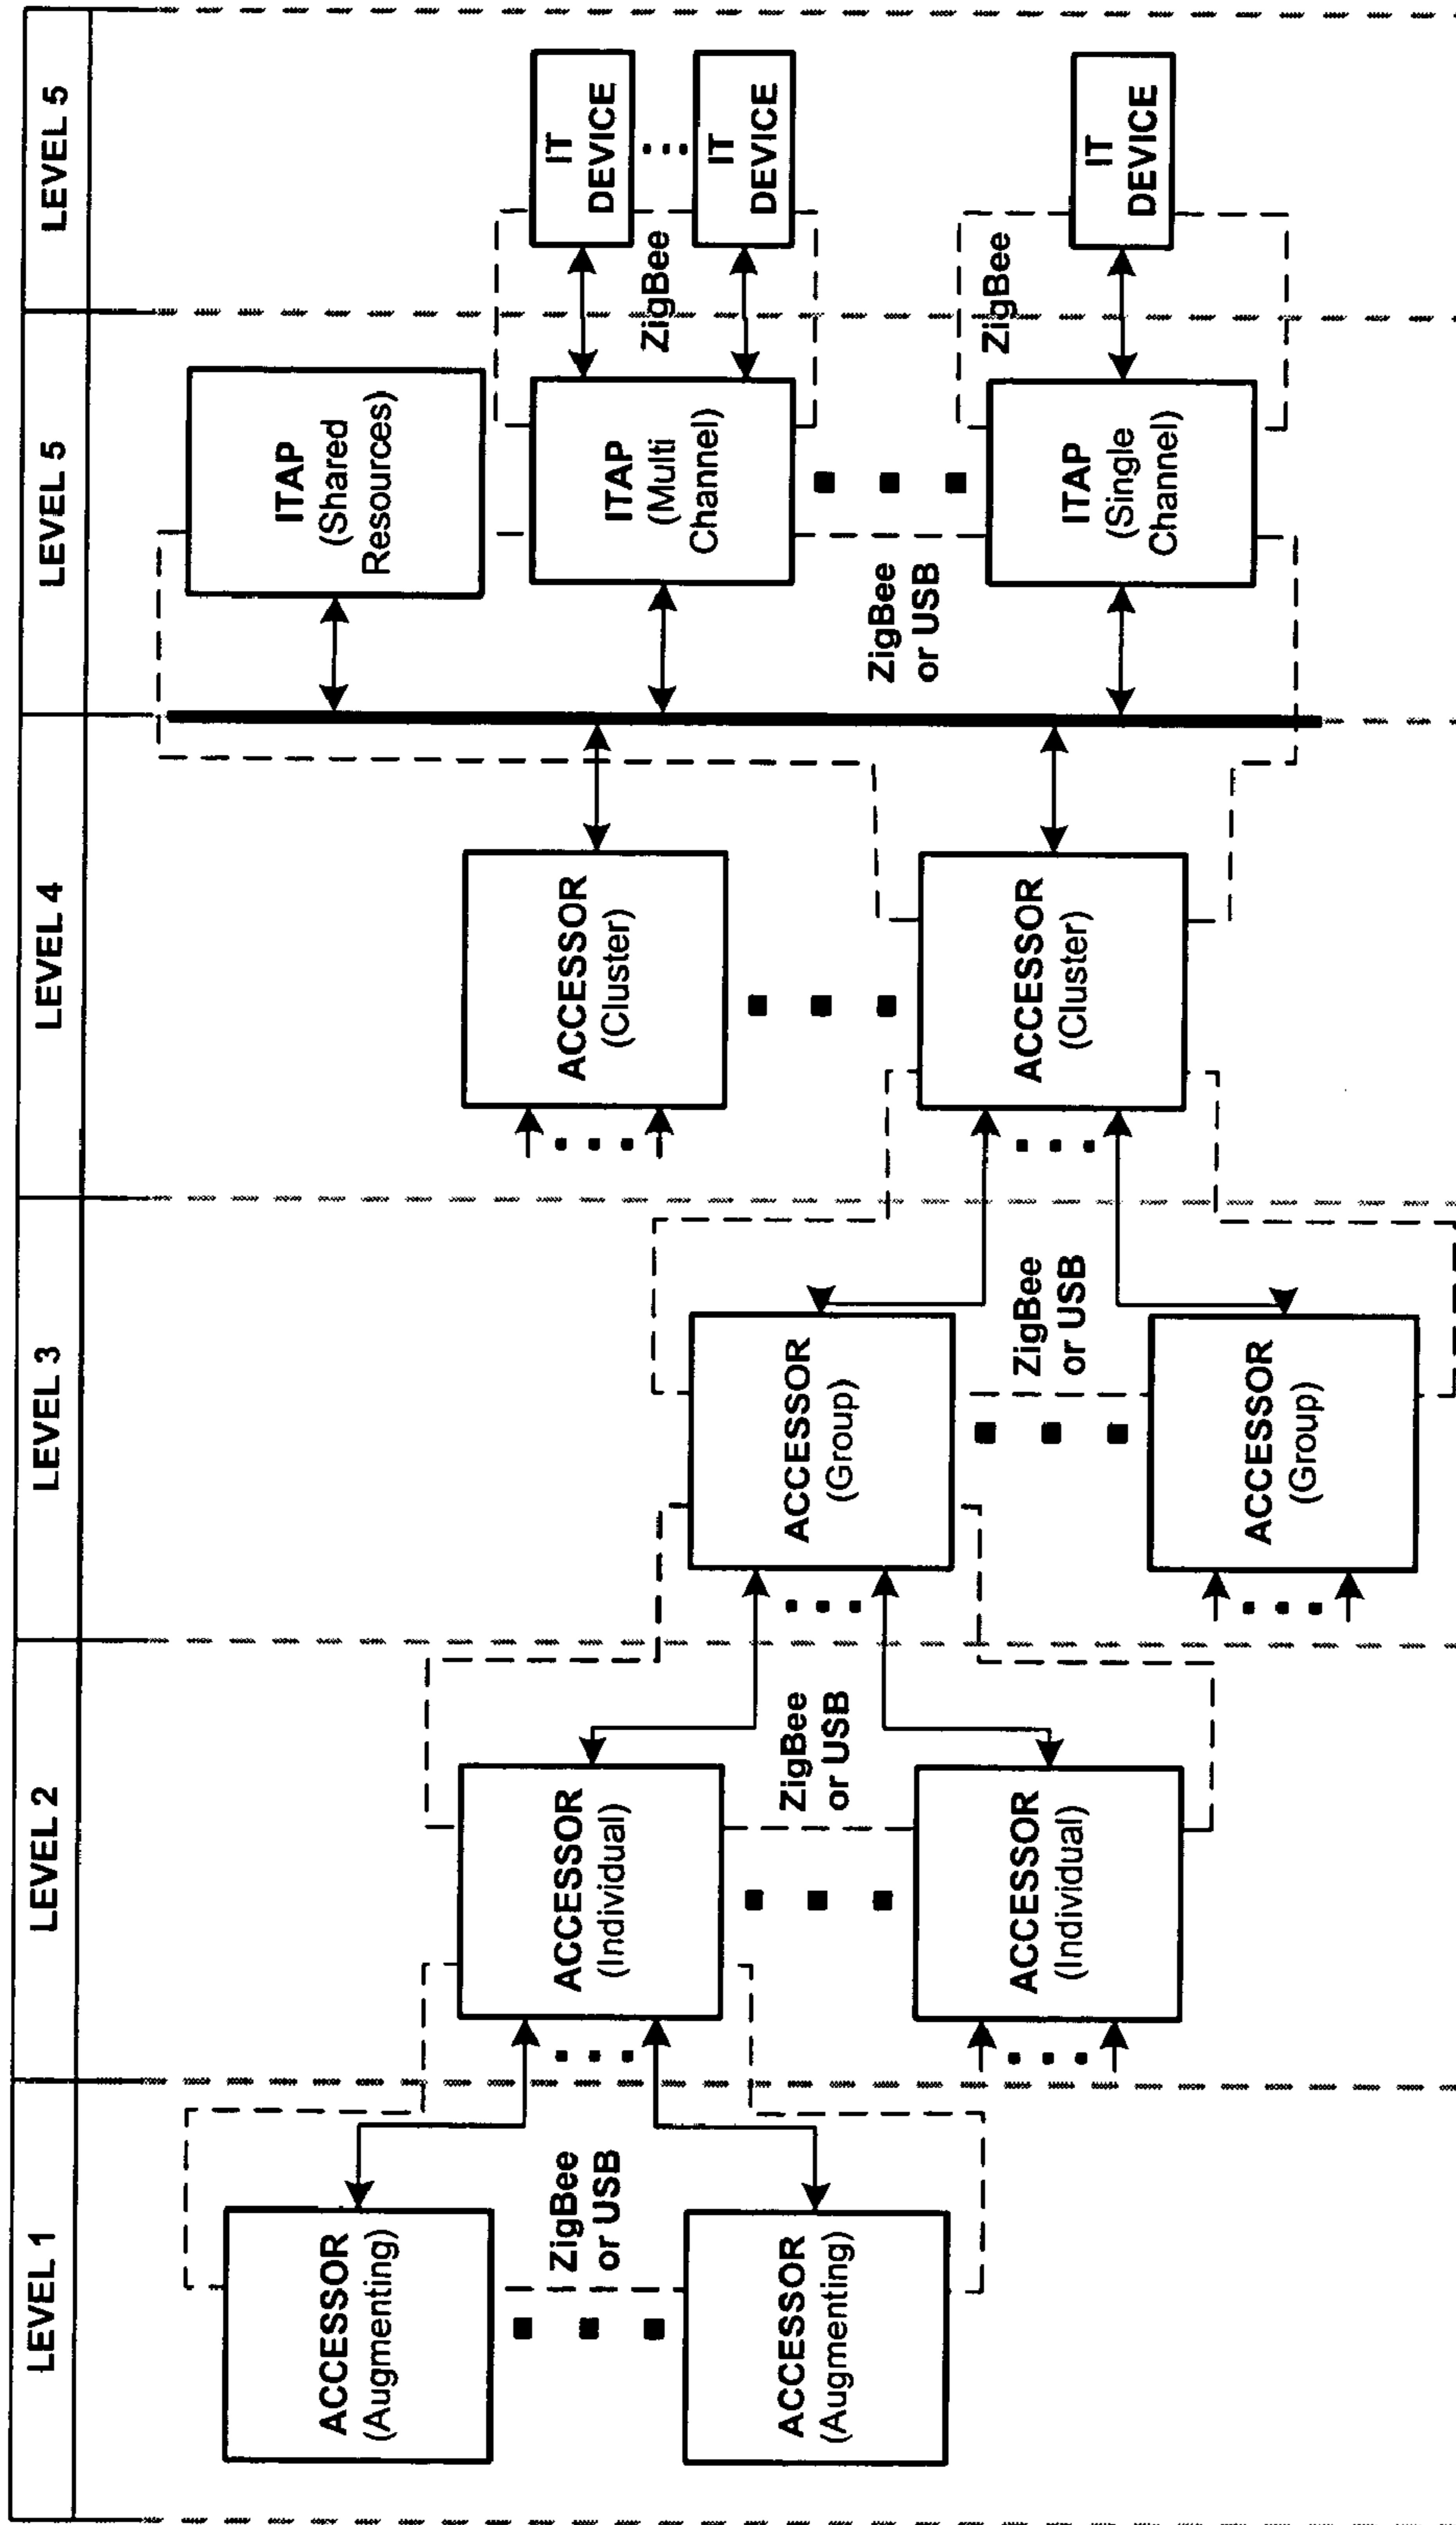 LEVEL 1
LEVEL 2
LEVEL 3
LEVEL 4
LEVEL 5
LEVEL 5
ACCESSOR
(Augmenting)
ZigBee
or USB
ACCESSOR
(Augmenting)
ACCESSOR
(Individual)
ZigBee
or USB
ACCESSOR
(Individual)
ACCESSOR
(Group)
ZigBee
or USB
ACCESSOR
(Group)
ACCESSOR
(Cluster)
ACCESSOR
(Cluster)
ITAP
(Shared
Resources)
ITAP
(Multi
Channel)
ZigBee
or USB
ITAP
(Single
Channel)
IT
DEVICE
ZigBee
IT
DEVICE
ZigBee
IT
DEVICE